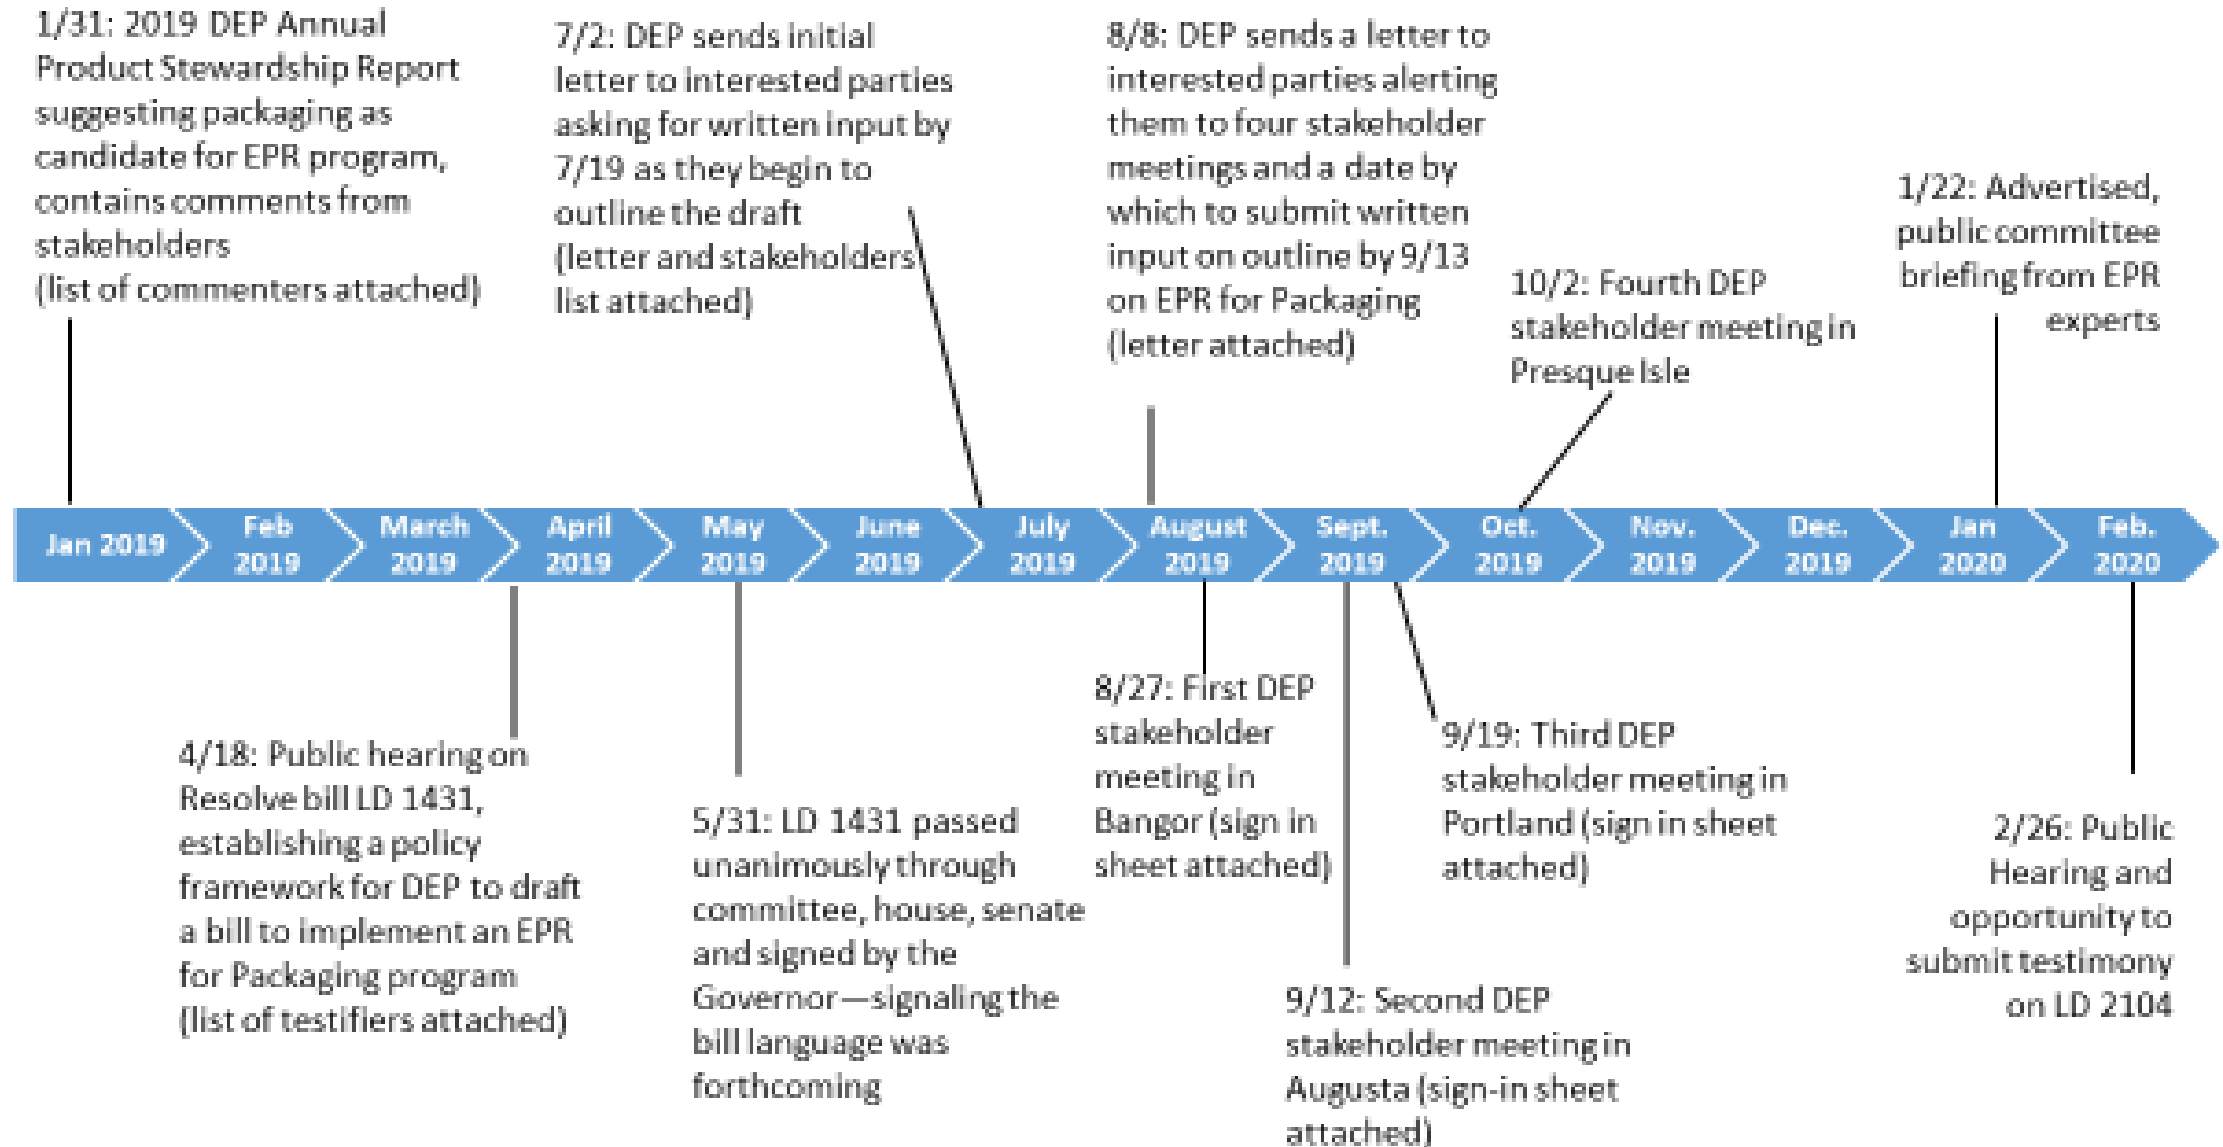 1/31: 2019 DEP Annual
Product Stewardship Report
suggesting packaging as
candidate for EPR program,
contains comments from
stakeholders
(list of commenters attached)
7/2: DEP sends initial
letter to interested parties
asking for written input by
7/19 as they begin to
outline the draft
(letter and stakeholders
list attached)
8/8: DEP sends a letter to
interested parties alerting
them to four stakeholder
meetings and a date by
which to submit written
input on outline by 9/13
on EPR for Packaging
(letter attached)
10/2: Fourth DEP
stakeholder meeting in
Presque Isle
1/22: Advertised,
public committee
briefing from EPR
experts
Jan 2019
Feb
2019
March
2019
April
2019
May
2019
June
2019
July
2019
August
2019
Sept.
2019
Oct.
2019
Nov.
2019
Dec.
2019
Jan
2020
Feb.
2020
4/18: Public hearing on
Resolve bill LD 1431,
establishing a policy
framework for DEP to draft
a bill to implement an EPR
for Packaging program
(list of testifiers attached)
5/31: LD 1431 passed
unanimously through
committee, house, senate
and signed by the
Governor—signaling the
bill language was
forthcoming
8/27: First DEP
stakeholder
meeting in
Bangor (sign in
sheet attached)
9/12: Second DEP
stakeholder meeting in
Augusta (sign-in sheet
attached)
9/19: Third DEP
stakeholder meeting in
Portland (sign in sheet
attached)
2/26: Public
Hearing and
opportunity to
submit testimony
on LD 2104